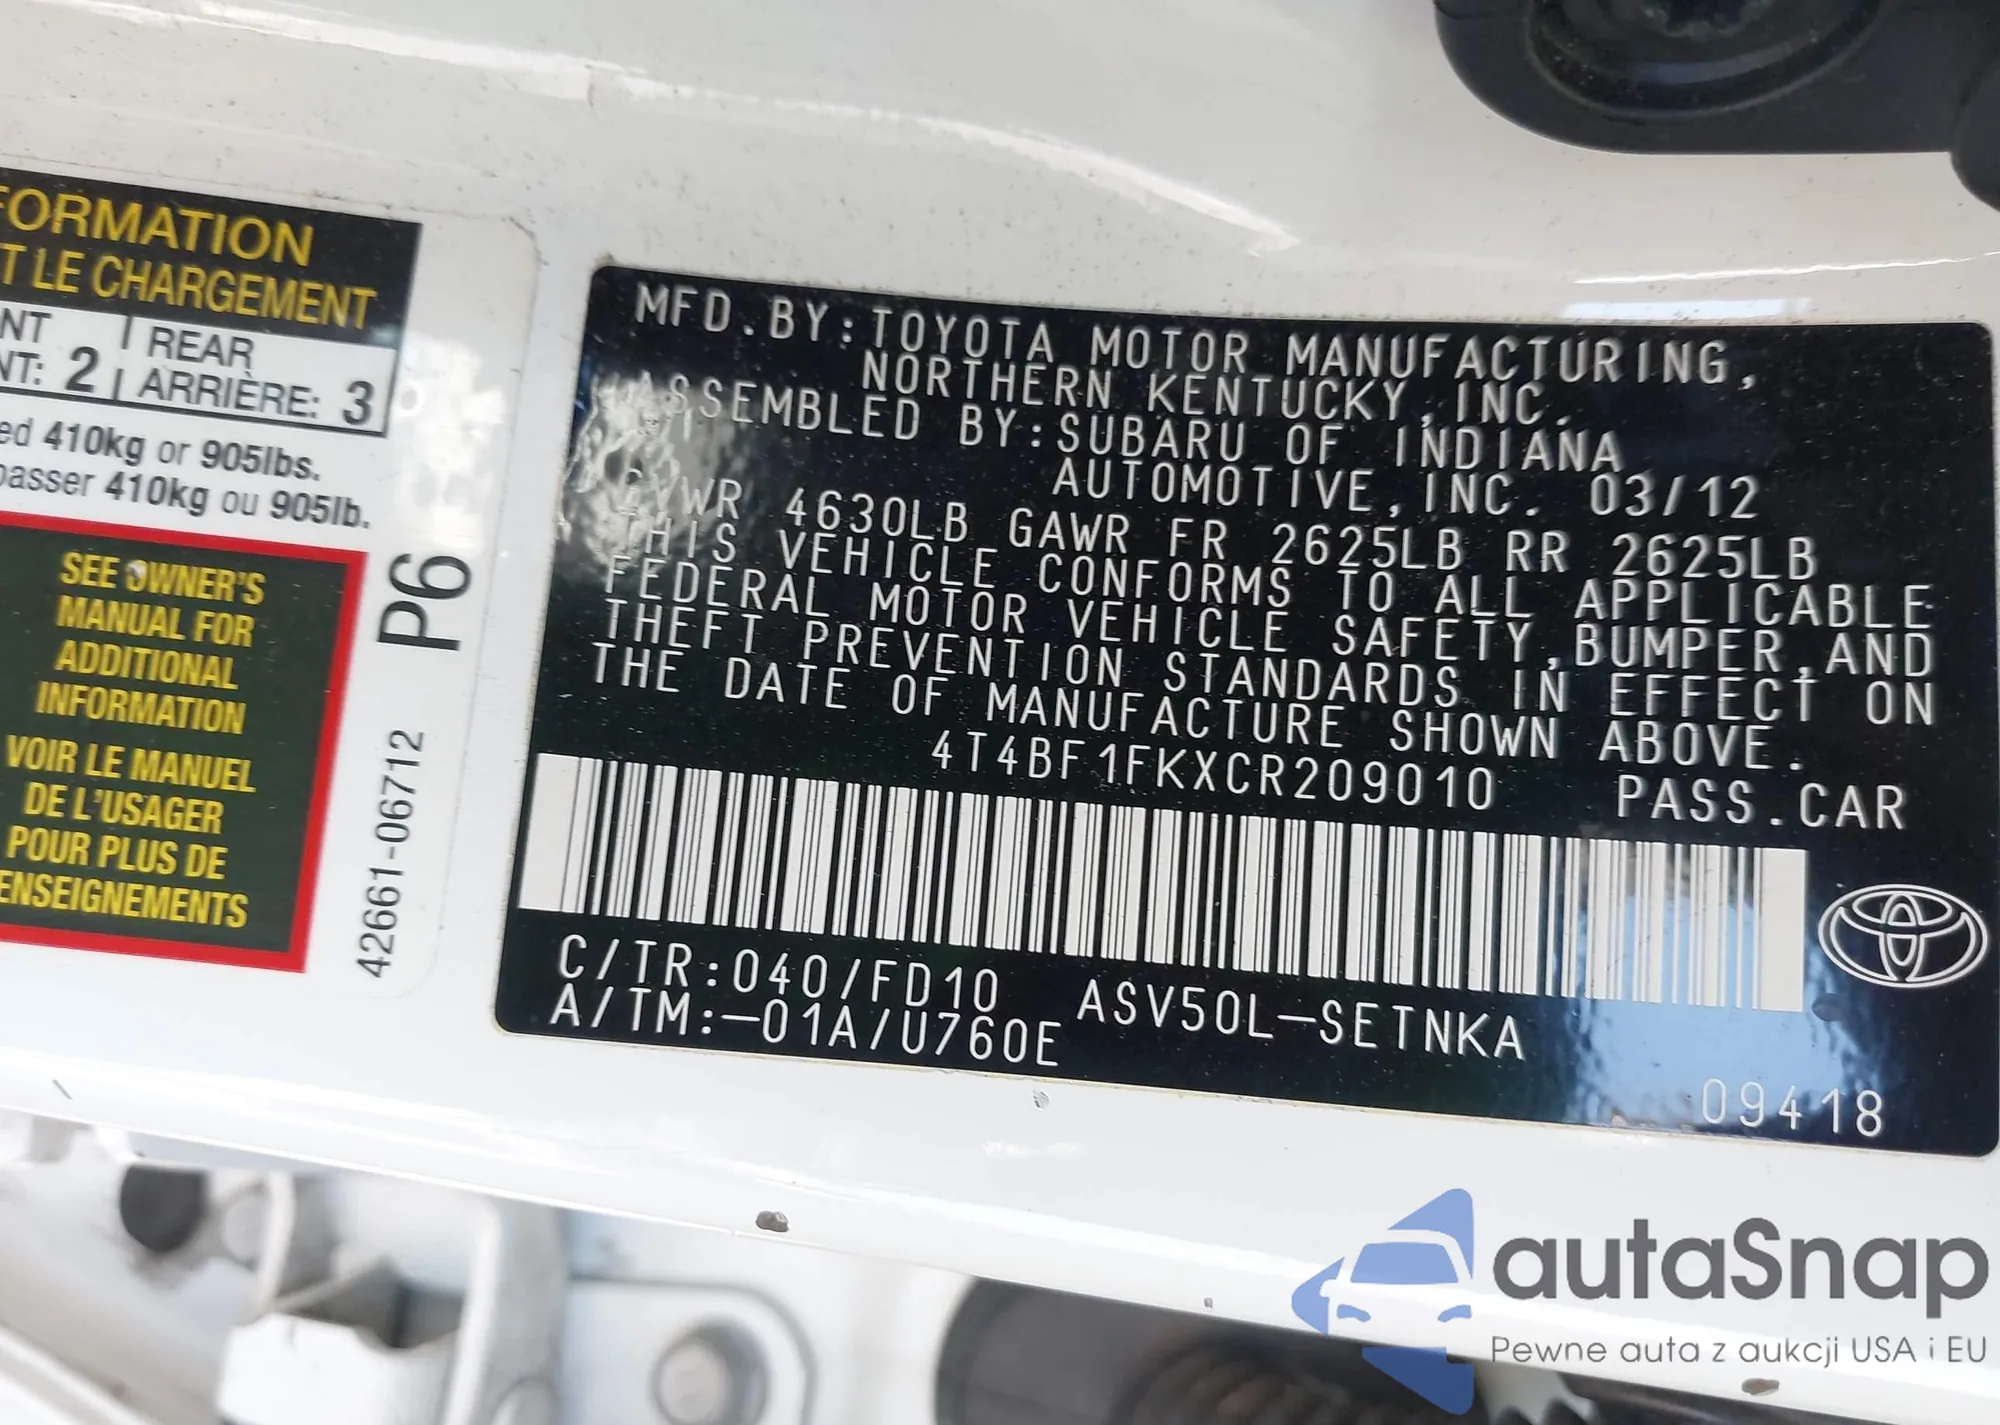 FORMATION
T LE CHARGEMENT
NT | REAR
NT: 2 | ARRIÈRE: 3
ed 410kg or 905lbs.
passer 410kg ou 905lb.
SEE OWNER'S
MANUAL FOR
ADDITIONAL
INFORMATION
VOIR LE MANUEL
DE L'USAGER
POUR PLUS DE
ENSEIGNEMENTS
P6
42661-06712
MFD.BY:TOYOTA MOTOR MANUFACTURING,
NORTHERN KENTUCKY,INC.
ASSEMBLED BY:SUBARU OF INDIANA
AUTOMOTIVE,INC. 03/12
GVWR 4630LB GAWR FR 2625LB RR 2625LB
THIS VEHICLE CONFORMS TO ALL APPLICABLE
FEDERAL MOTOR VEHICLE SAFETY,BUMPER,AND
THEFT PREVENTION STANDARDS IN EFFECT ON
THE DATE OF MANUFACTURE SHOWN ABOVE.
4T4BF1FKXCR209010 PASS.CAR
C/TR:040/FD10 ASV50L-SETNKA
A/TM:-01A/U760E
09418
autaSnap
Pewne auta z aukcji USA i EU